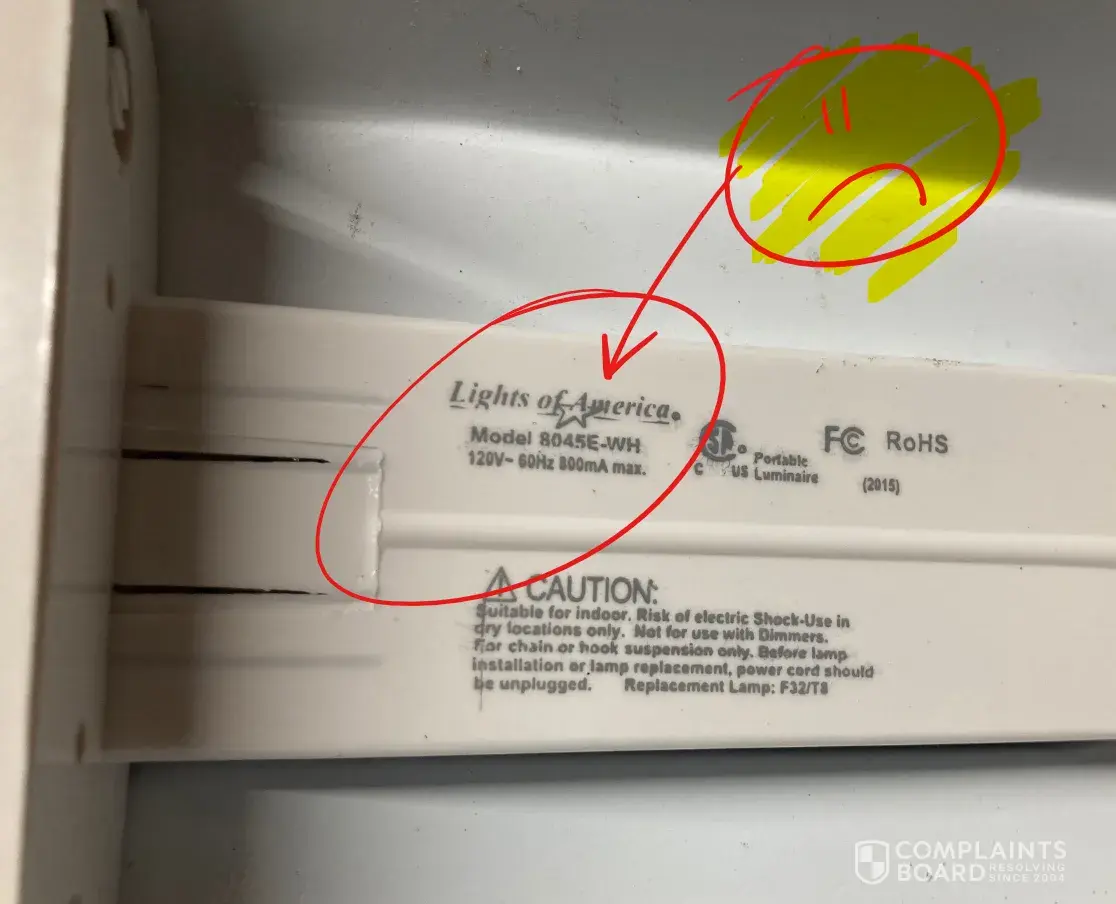 Lights of America®
Model 8045E-WH
120V~ 60Hz 800mA max.
C US
Portable
Luminaire
FC RoHS
(2015)
⚠ CAUTION:
Suitable for indoor. Risk of electric Shock-Use in
dry locations only. Not for use with Dimmers.
For chain or hook suspension only. Before lamp
installation or lamp replacement, power cord should
be unplugged. Replacement Lamp: F32/T8
COMPLAINTS
BOARD RESOLVING
SINCE 2004